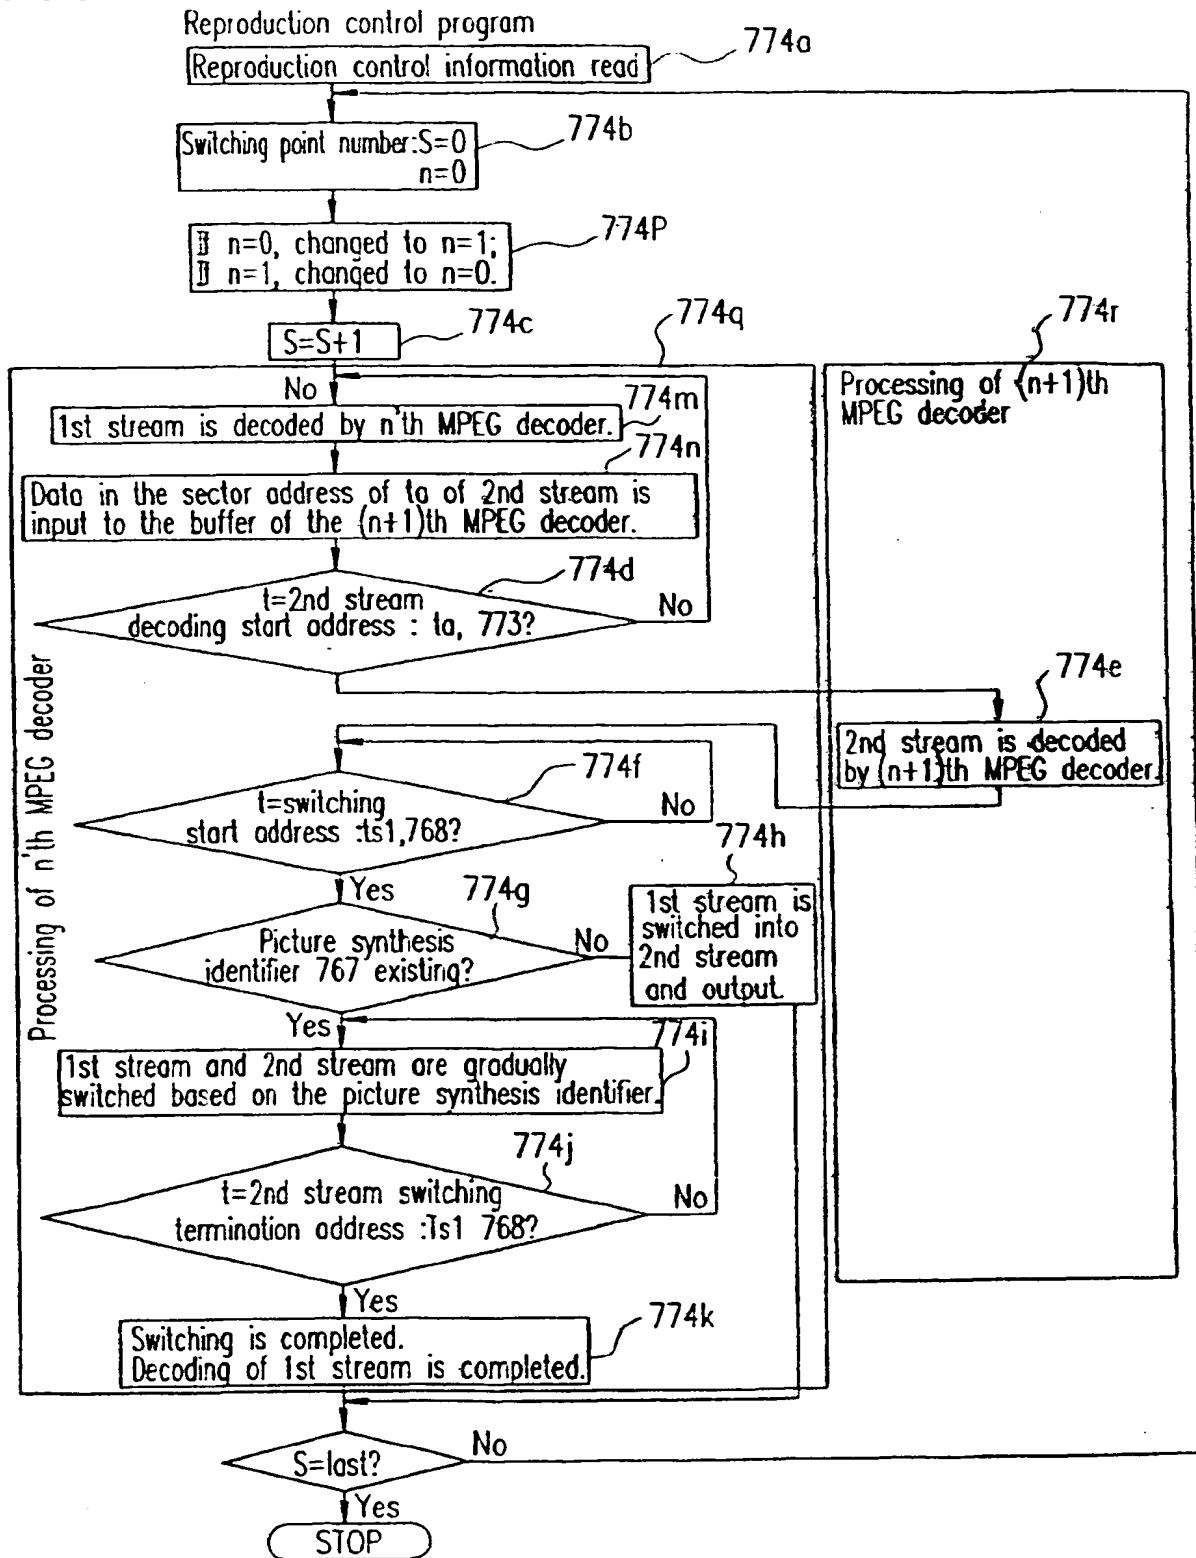 Reproduction control program
Reproduction control information read
774a
Switching point number:S=0
n=0
774b
If n=0, changed to n=1;
If n=1, changed to n=0.
774P
S=S+1
774c
774q
774r
Processing of (n+1)th
MPEG decoder
No
1st stream is decoded by n'th MPEG decoder.
774m
774n
Data in the sector address of ta of 2nd stream is
input to the buffer of the (n+1)th MPEG decoder.
774d
t=2nd stream
decoding start address : ta, 773?
No
774e
2nd stream is decoded
by (n+1)th MPEG decoder.
Processing of n'th MPEG decoder
774f
t=switching
start address :ts1,768?
No
Yes
774g
Picture synthesis
identifier 767 existing?
No
774h
1st stream is
switched into
2nd stream
and output.
Yes
774i
1st stream and 2nd stream are gradually
switched based on the picture synthesis identifier.
774j
t=2nd stream switching
termination address :Ts1 768?
No
Yes
774k
Switching is completed.
Decoding of 1st stream is completed.
S=last?
No
Yes
STOP